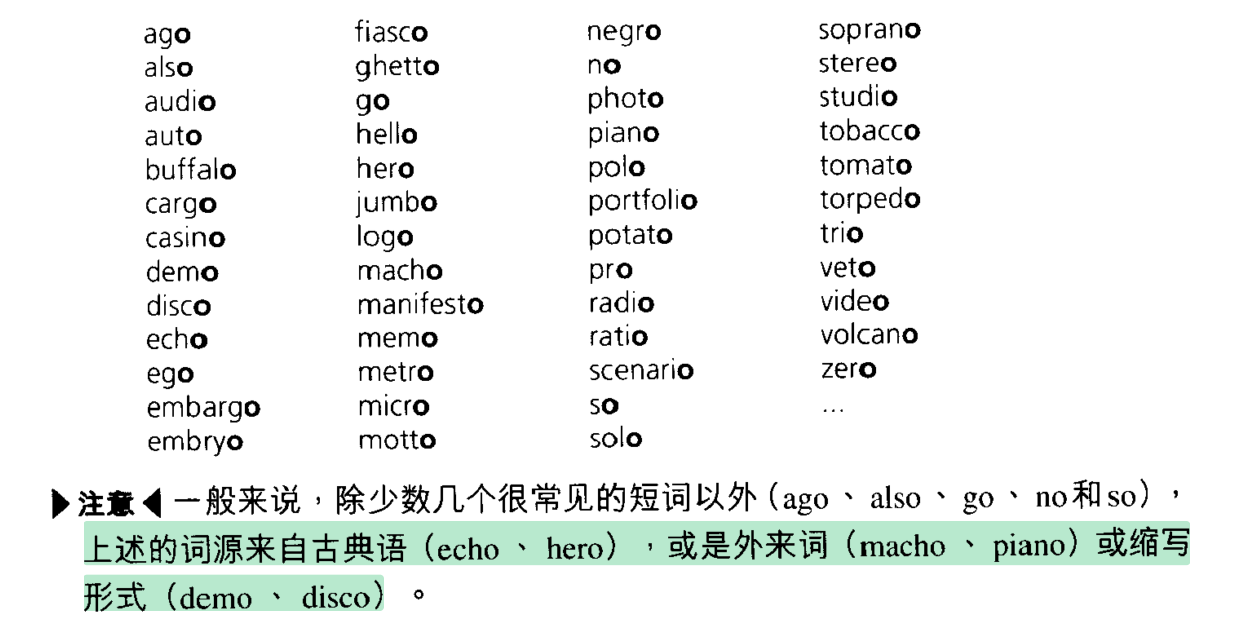 ago fiasco negro soprano
also ghetto no stereo
audio go photo studio
auto hello piano tobacco
buffalo hero polo tomato
cargo jumbo portfolio torpedo
casino logo potato trio
demo macho pro veto
disco manifesto radio video
echo memo ratio volcano
ego metro scenario zero
embargo micro so ...
embryo motto solo
▶注意◀ 一般来说，除少数几个很常见的短词以外（ago、also、go、no和so），
上述的词源来自古典语（echo、hero），或是外来词（macho、piano）或缩写
形式（demo、disco）。